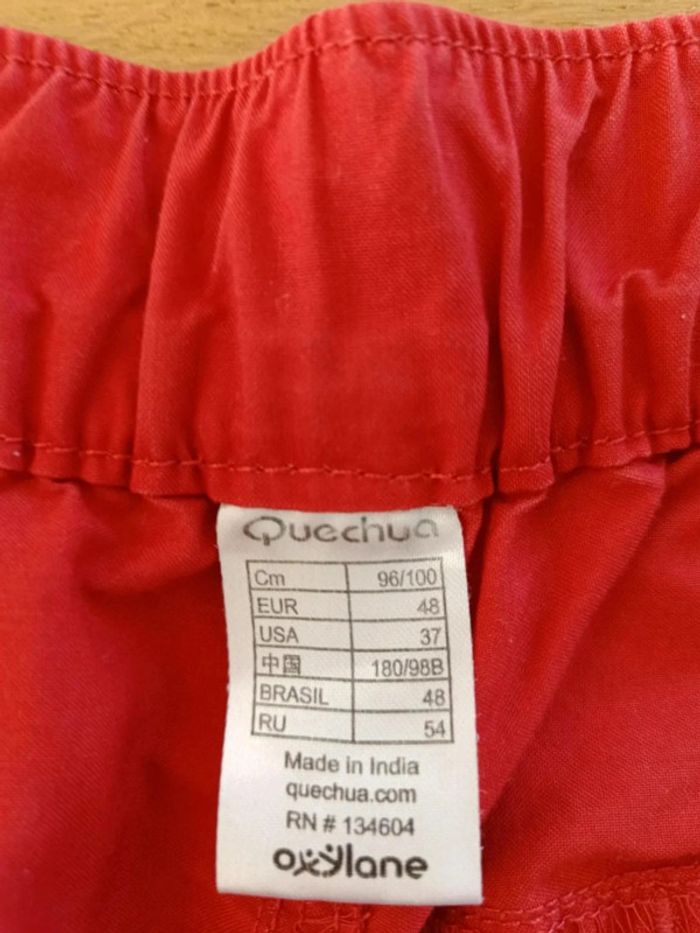 Quechua
Cm 96/100
EUR 48
USA 37
中国 180/98B
BRASIL 48
RU 54
Made in India
quechua.com
RN # 134604
oxylane